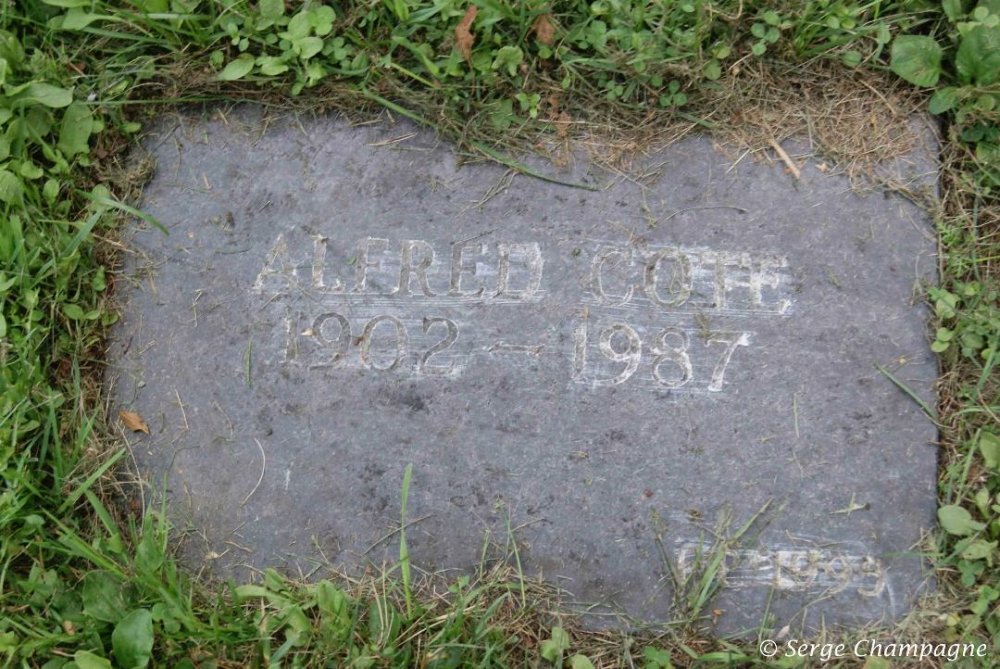 ALFRED COTE
1902 — 1987
© Serge Champagne